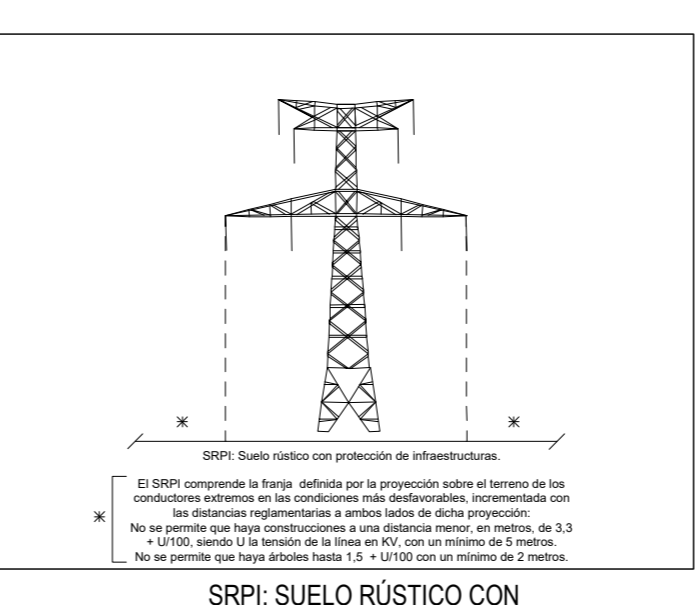 SRPI: Suelo rústico con protección de infraestructuras.
El SRPI comprende la franja definida por la proyección sobre el terreno de los
conductores extremos en las condiciones más desfavorables, incrementada con
las distancias reglamentarias a ambos lados de dicha proyección:
No se permite que haya construcciones a una distancia menor, en metros, de 3,3
+ U/100, siendo U la tensión de la línea en KV, con un mínimo de 5 metros.
No se permite que haya árboles hasta 1,5 + U/100 con un mínimo de 2 metros.
SRPI: SUELO RÚSTICO CON